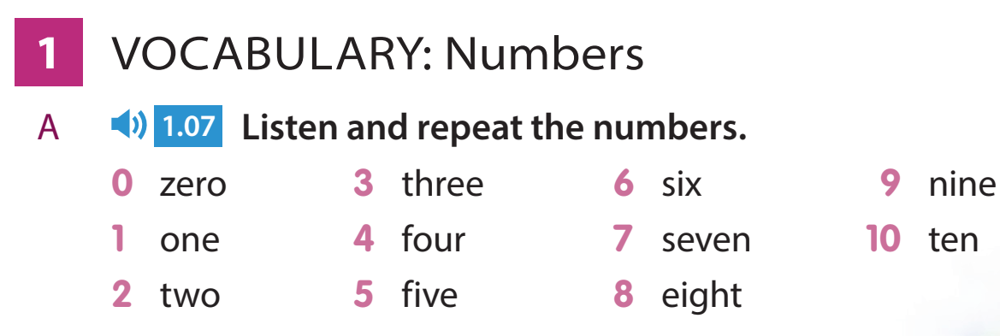 1 VOCABULARY: Numbers
A 1.07 Listen and repeat the numbers.
0 zero 3 three 6 six 9 nine
1 one 4 four 7 seven 10 ten
2 two 5 five 8 eight